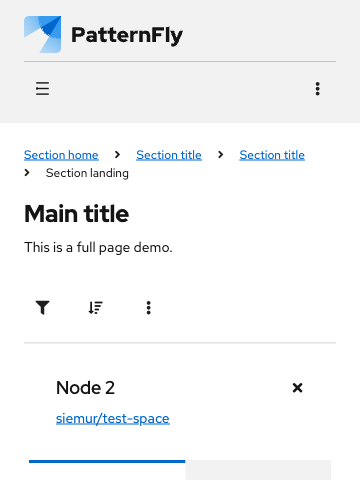 PatternFly
Section home
Section title
Section title
Section landing
Main title
This is a full page demo.
Node 2
siemur/test-space